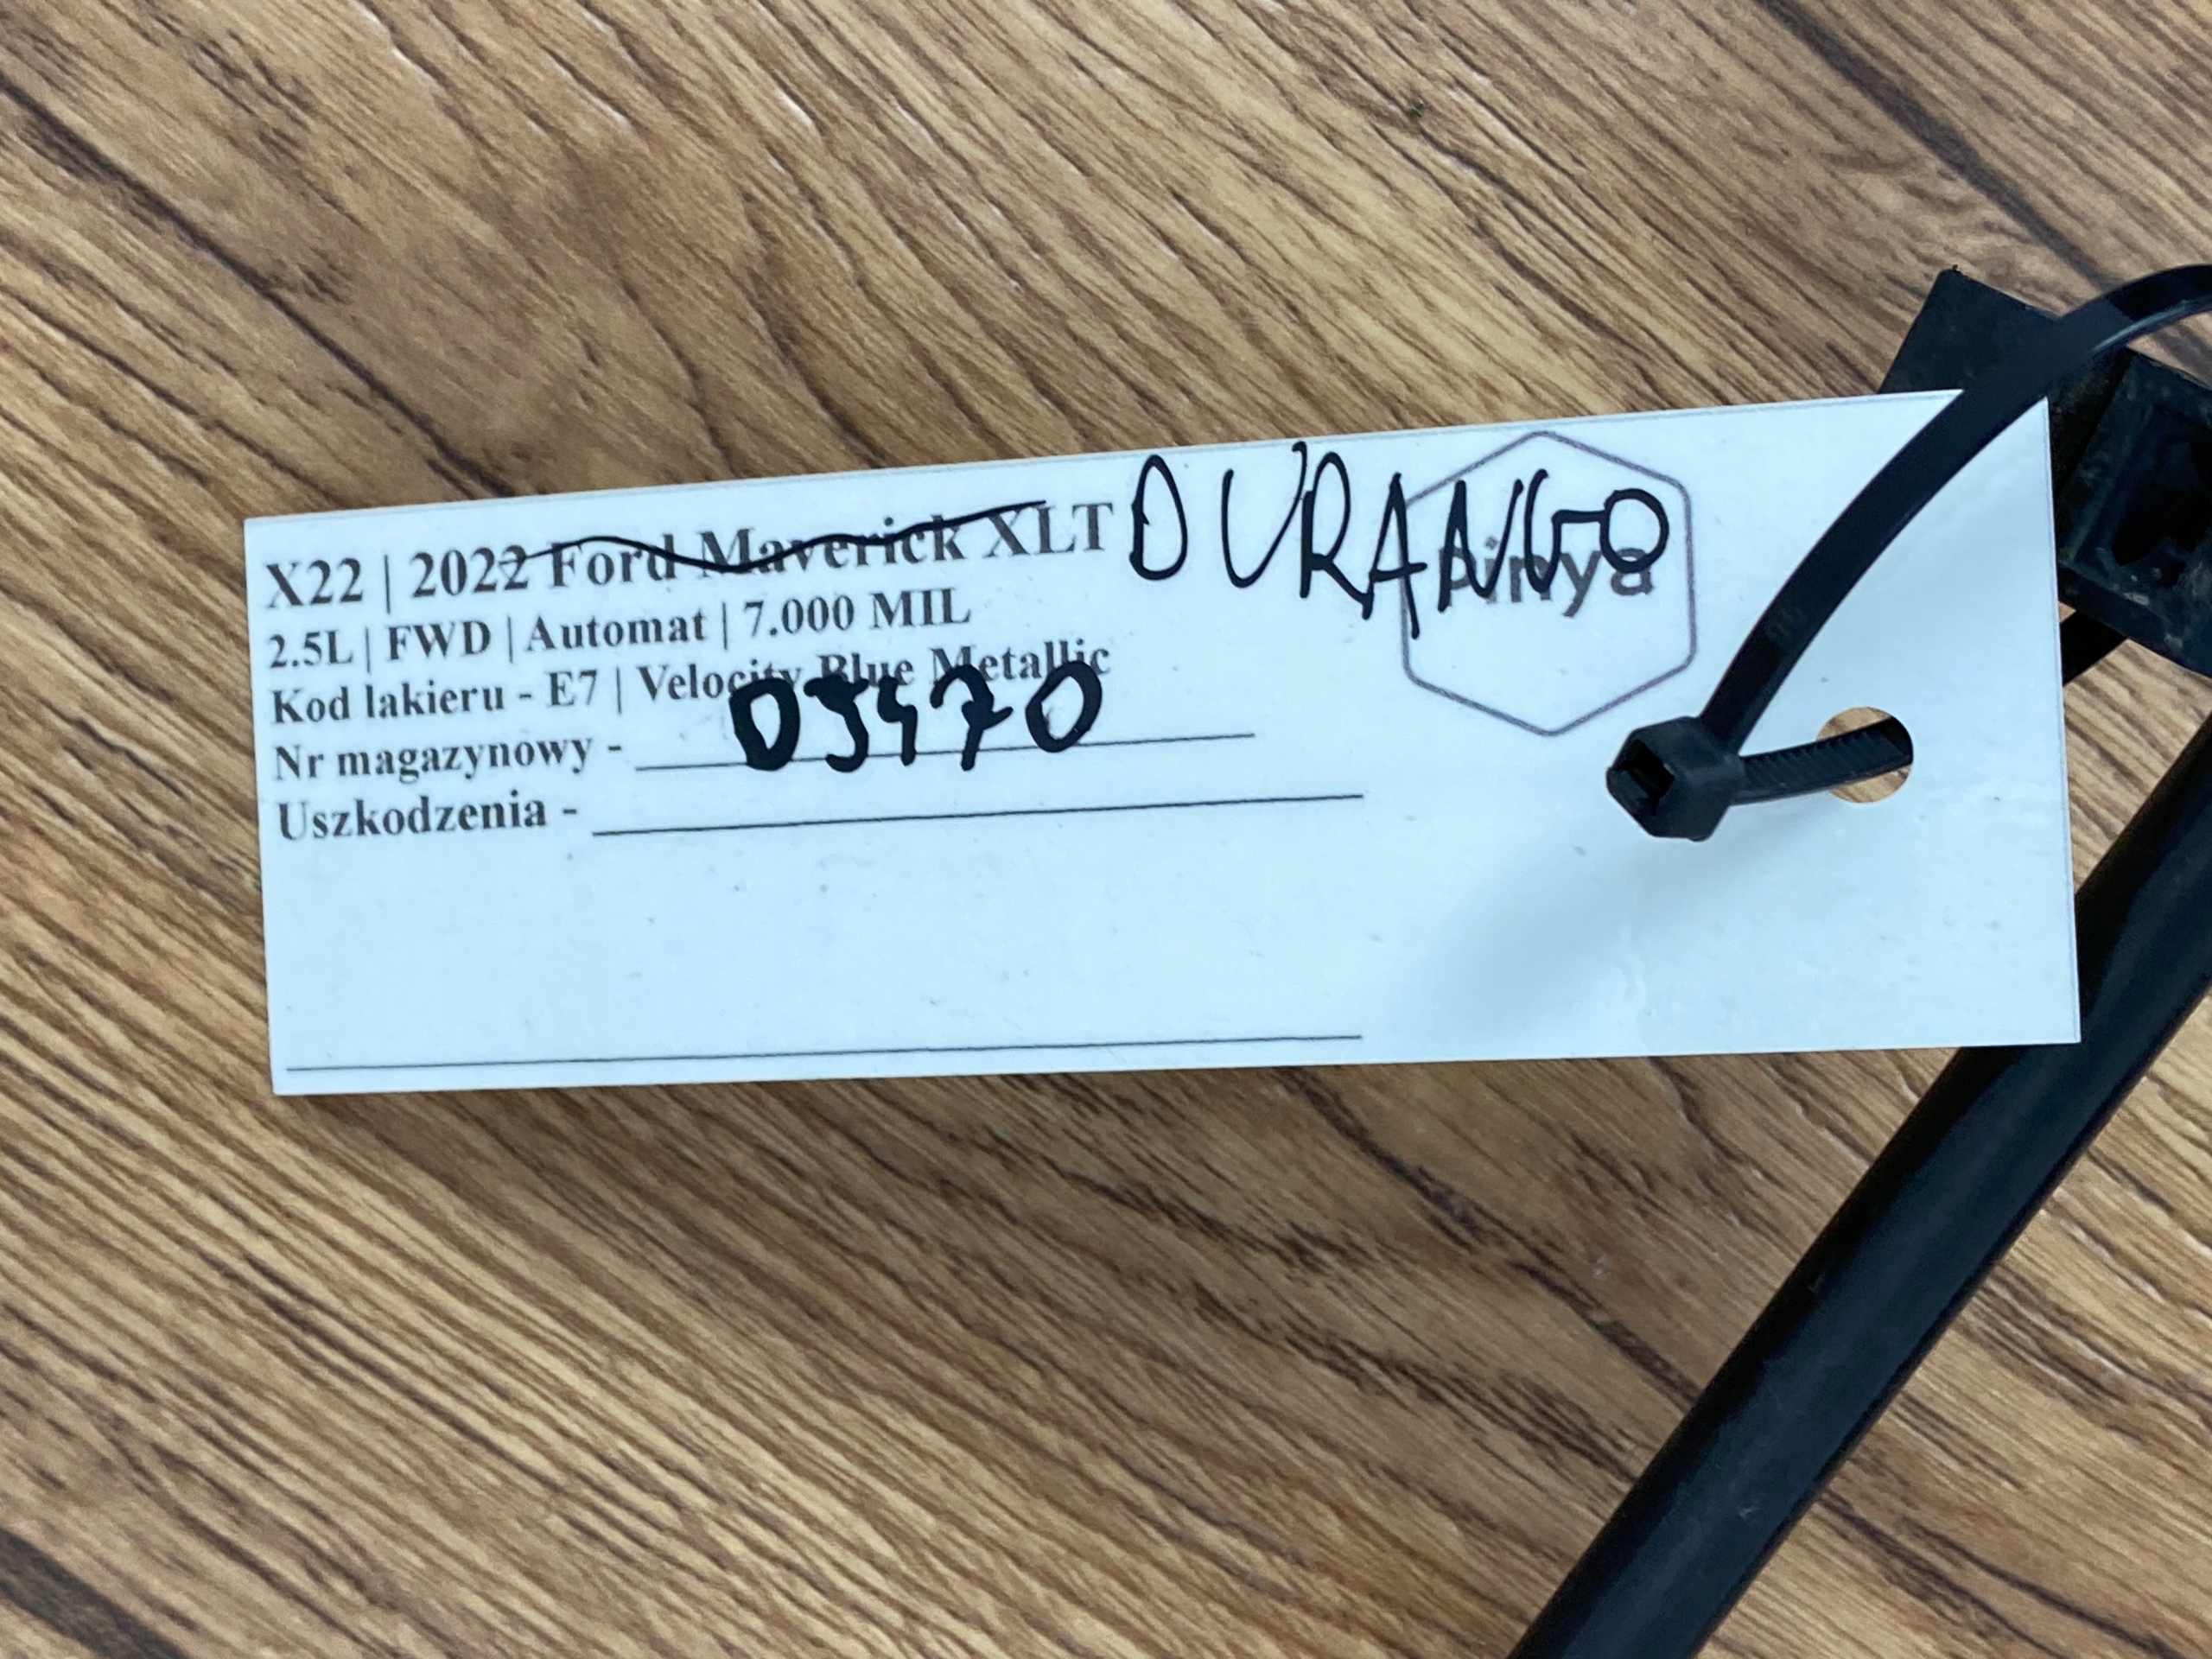 X22 | 2022 Ford Maverick XLT DURANGO
2.5L | FWD | Automat | 7.000 MIL
Kod lakieru - E7 | Velocity Blue Metallic
Nr magazynowy -
Uszkodzenia -